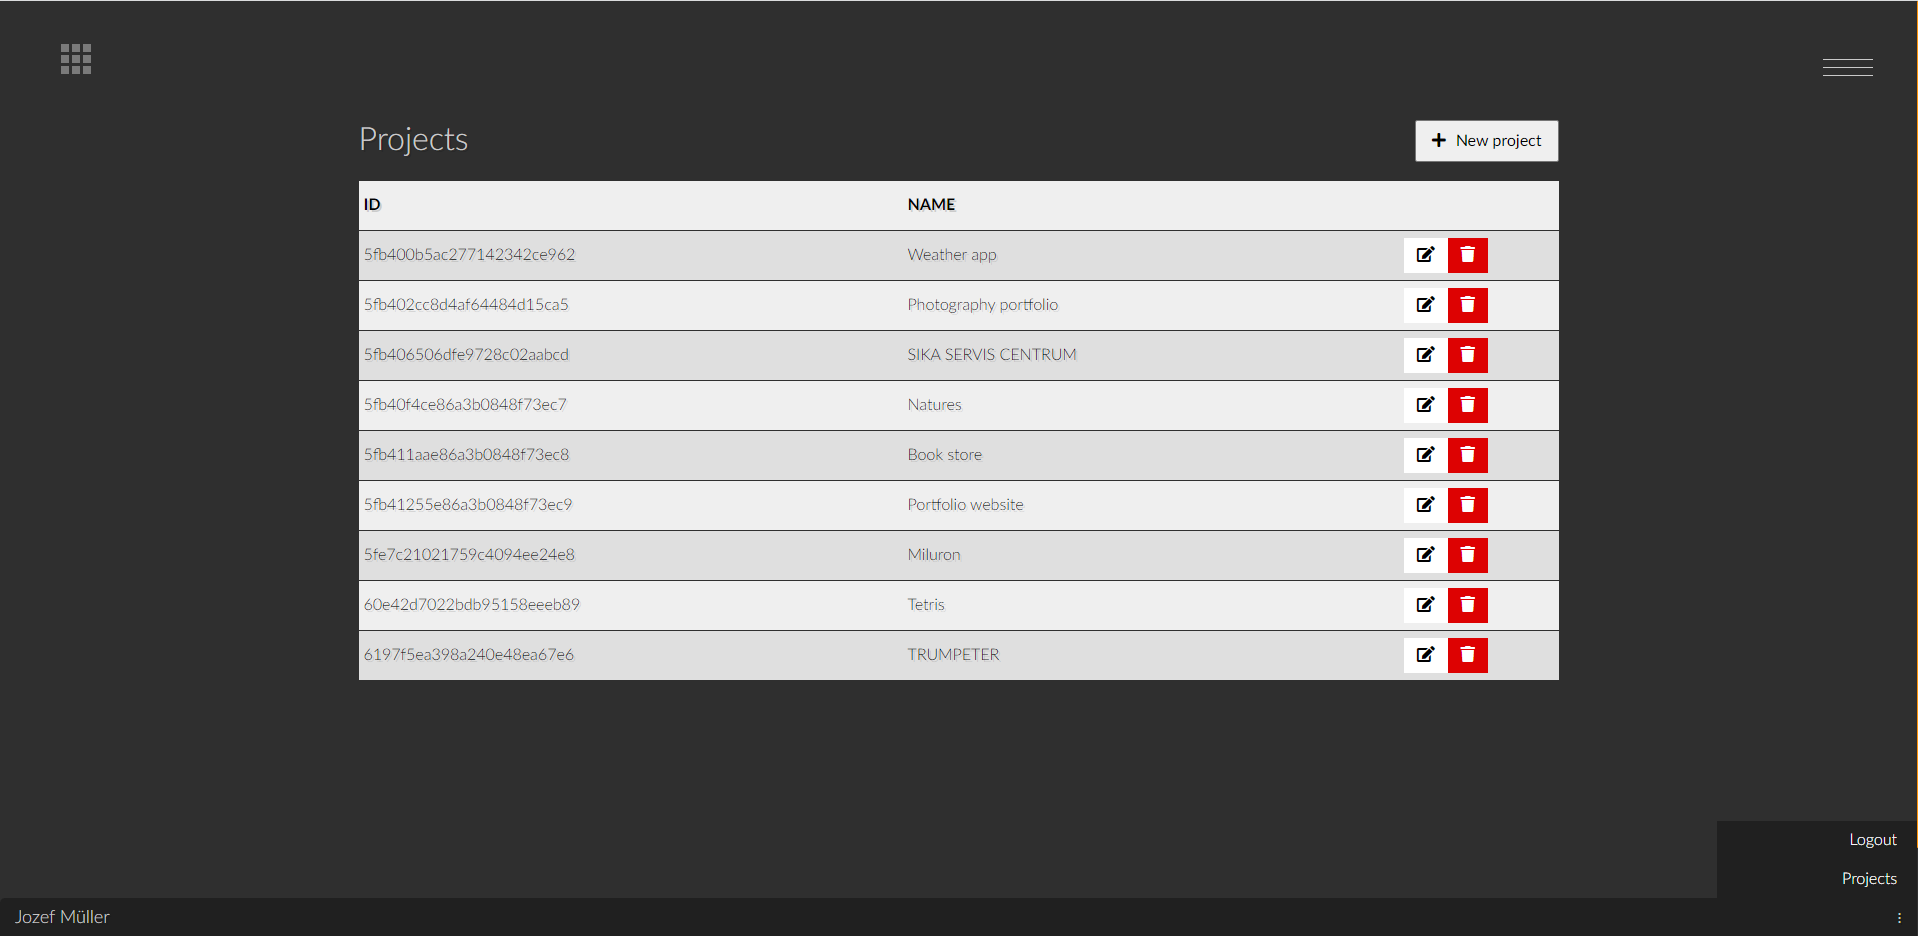 Projects
New project
ID NAME
5fb400b5ac277142342ce962 Weather app
5fb402cc8d4af64484d15ca5 Photography portfolio
5fb406506dfe9728c02aabcd SIKA SERVIS CENTRUM
5fb40f4ce86a3b0848f73ec7 Natures
5fb411aae86a3b0848f73ec8 Book store
5fb41255e86a3b0848f73ec9 Portfolio website
5fe7c21021759c4094ee24e8 Miluron
60e42d7022bdb95158eeeb89 Tetris
6197f5ea398a240e48ea67e6 TRUMPETER
Logout
Projects
Jozef Müller